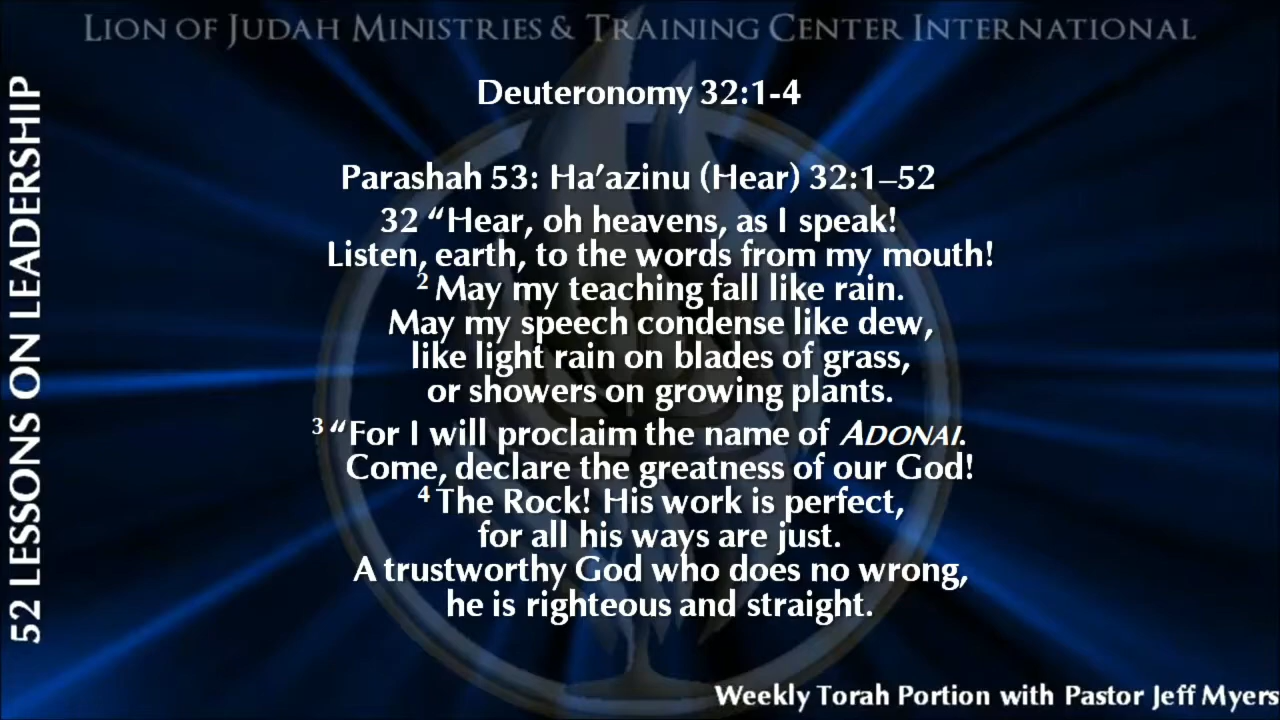 LION OF JUDAH MINISTRIES & TRAINING CENTER INTERNATIONAL
52 LESSONS ON LEADERSHIP
Deuteronomy 32:1-4
Parashah 53: Ha’azinu (Hear) 32:1–52
32 “Hear, oh heavens, as I speak!
Listen, earth, to the words from my mouth!
2 May my teaching fall like rain.
May my speech condense like dew,
like light rain on blades of grass,
or showers on growing plants.
3 “For I will proclaim the name of ADONAI.
Come, declare the greatness of our God!
4 The Rock! His work is perfect,
for all his ways are just.
A trustworthy God who does no wrong,
he is righteous and straight.
Weekly Torah Portion with Pastor Jeff Myers